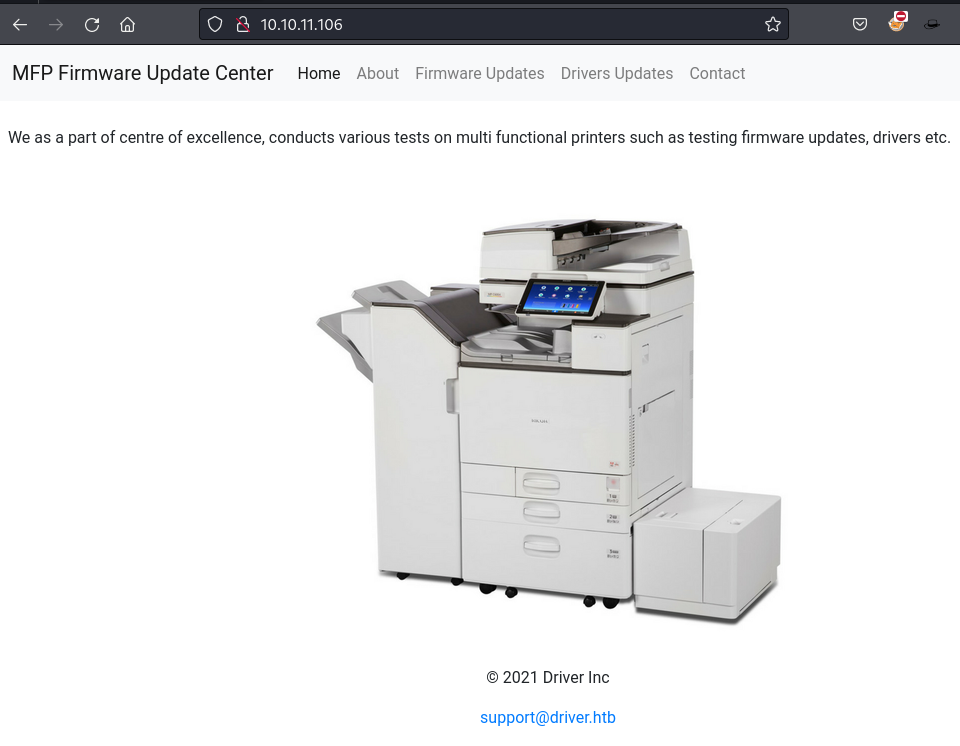 10.10.11.106
MFP Firmware Update Center Home About Firmware Updates Drivers Updates Contact
We as a part of centre of excellence, conducts various tests on multi functional printers such as testing firmware updates, drivers etc.
© 2021 Driver Inc
support@driver.htb